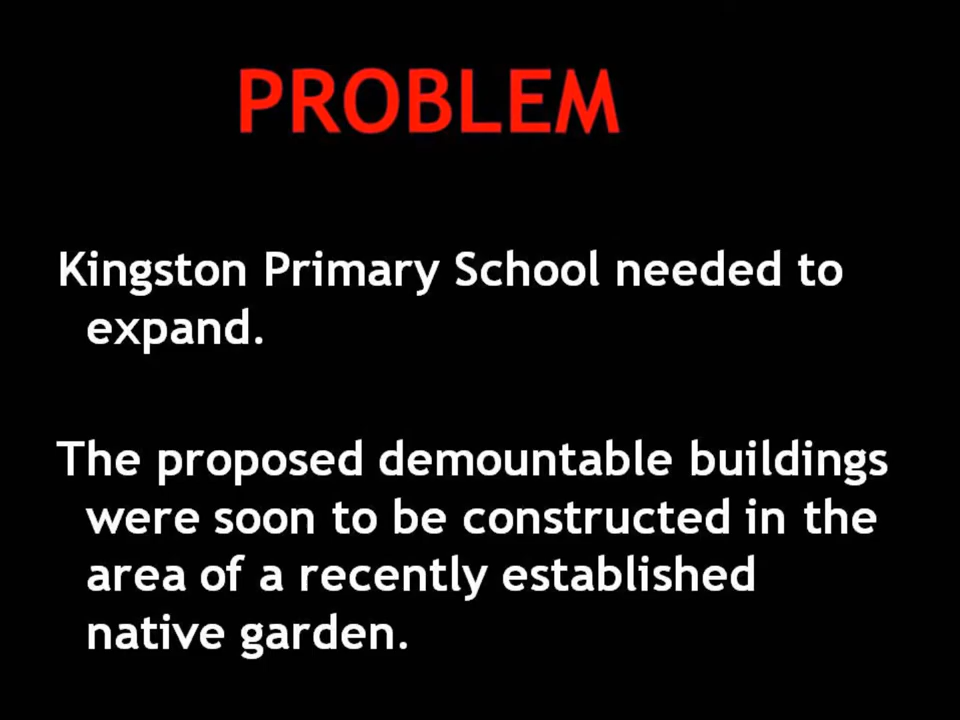 PROBLEM
Kingston Primary School needed to
expand.
The proposed demountable buildings
were soon to be constructed in the
area of a recently established
native garden.